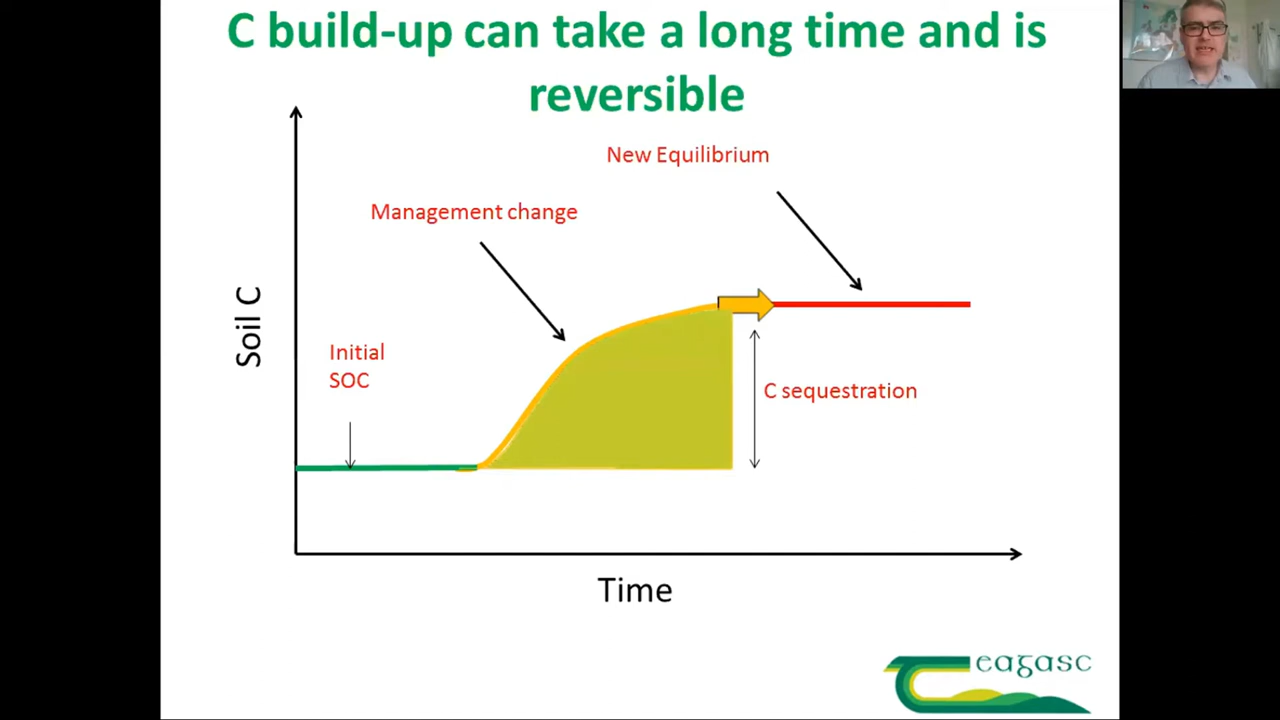 C build-up can take a long time and is
reversible
New Equilibrium
Management change
Soil C
Initial
SOC
C sequestration
Time
eagasc